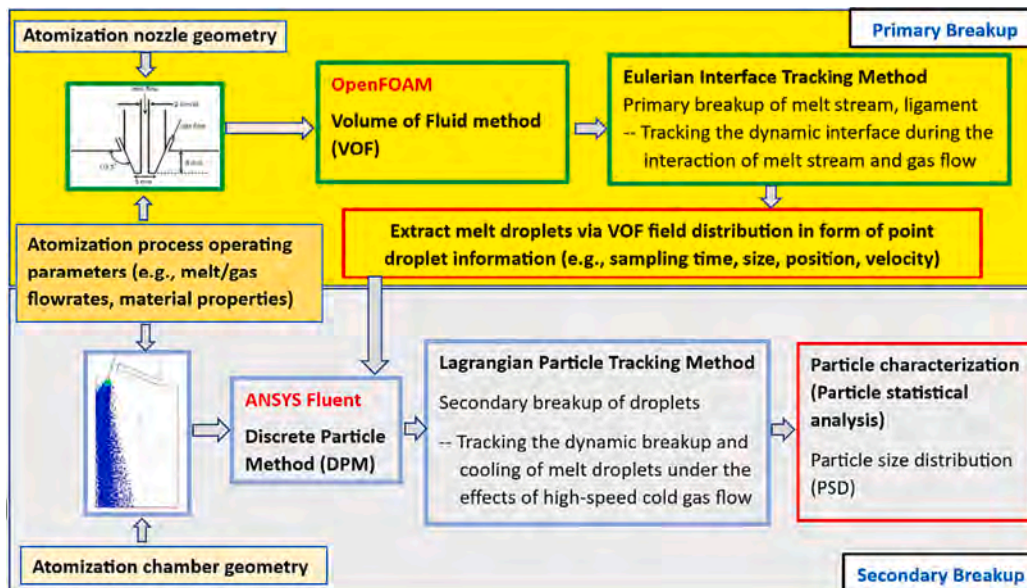 Primary Breakup
Atomization nozzle geometry
OpenFOAM
Volume of Fluid method
(VOF)
Eulerian Interface Tracking Method
Primary breakup of melt stream, ligament
-- Tracking the dynamic interface during the
interaction of melt stream and gas flow
Extract melt droplets via VOF field distribution in form of point
droplet information (e.g., sampling time, size, position, velocity)
Atomization process operating
parameters (e.g., melt/gas
flowrates, material properties)
ANSYS Fluent
Discrete Particle
Method (DPM)
Lagrangian Particle Tracking Method
Secondary breakup of droplets
-- Tracking the dynamic breakup and
cooling of melt droplets under the
effects of high-speed cold gas flow
Particle characterization
(Particle statistical
analysis)
Particle size distribution
(PSD)
Atomization chamber geometry
Secondary Breakup